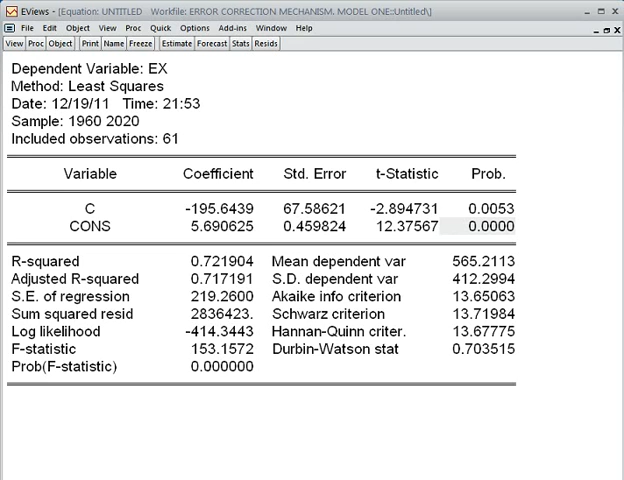 EViews - [Equation: UNTITLED   Workfile: ERROR CORRECTION MECHANISM. MODEL ONE::Untitled\]
File Edit Object View Proc Quick Options Add-ins Window Help
View Proc Object Print Name Freeze Estimate Forecast Stats Resids
Dependent Variable: EX
Method: Least Squares
Date: 12/19/11   Time: 21:53
Sample: 1960 2020
Included observations: 61
Variable Coefficient Std. Error t-Statistic Prob.
C -195.6439 67.58621 -2.894731 0.0053
CONS 5.690625 0.459824 12.37567 0.0000
R-squared 0.721904 Mean dependent var 565.2113
Adjusted R-squared 0.717191 S.D. dependent var 412.2994
S.E. of regression 219.2600 Akaike info criterion 13.65063
Sum squared resid 2836423. Schwarz criterion 13.71984
Log likelihood -414.3443 Hannan-Quinn criter. 13.67775
F-statistic 153.1572 Durbin-Watson stat 0.703515
Prob(F-statistic) 0.000000